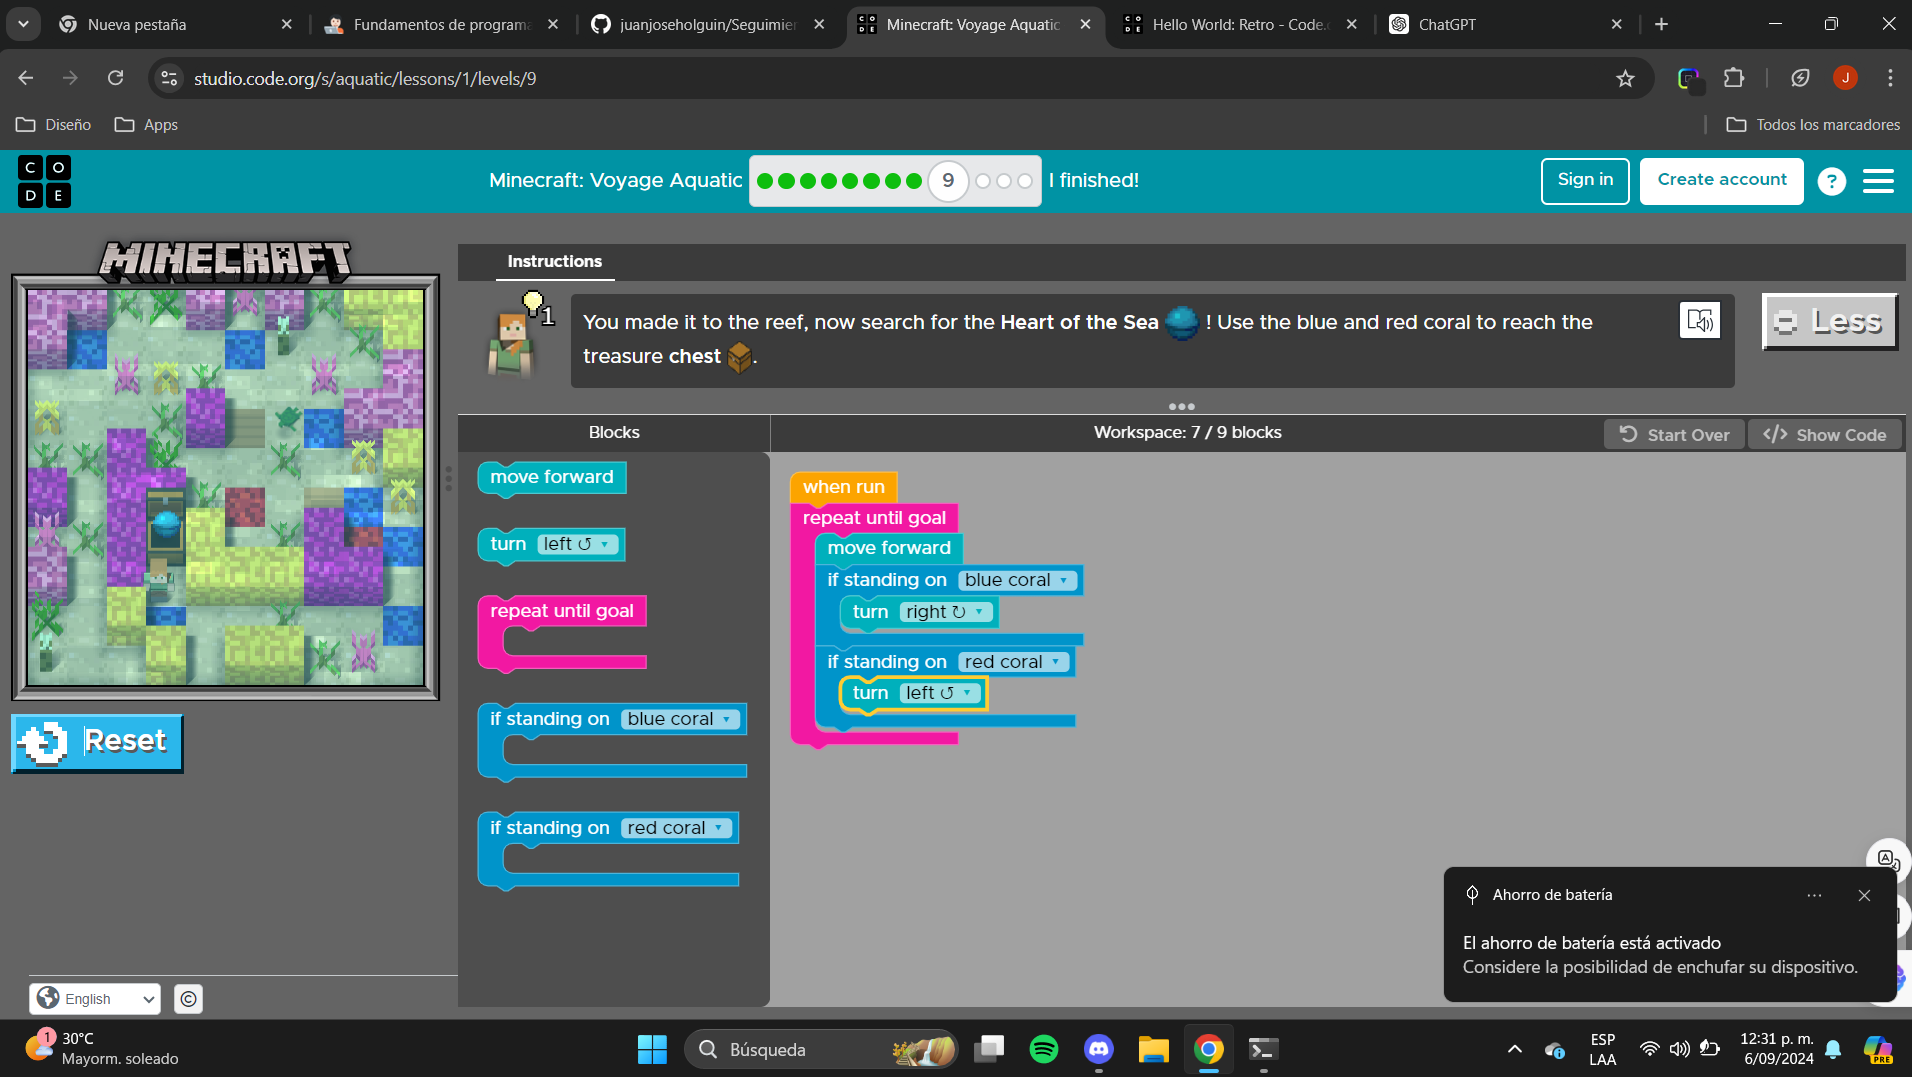 Nueva pestaña
Fundamentos de programa
juanjoseholguin/Seguimier
Minecraft: Voyage Aquatic
Hello World: Retro - Code.
ChatGPT
studio.code.org/s/aquatic/lessons/1/levels/9
J
Diseño
Apps
Todos los marcadores
C O
D E
Minecraft: Voyage Aquatic
9
I finished!
Sign in
Create account
?
MINECRAFT
Instructions
1
You made it to the reef, now search for the Heart of the Sea ! Use the blue and red coral to reach the
treasure chest .
Less
Blocks
Workspace: 7 / 9 blocks
Start Over
</> Show Code
move forward
turn left ↺
repeat until goal
if standing on blue coral
if standing on red coral
when run
repeat until goal
move forward
if standing on blue coral
turn right ↻
if standing on red coral
turn left ↺
Reset
Ahorro de batería
El ahorro de batería está activado
Considere la posibilidad de enchufar su dispositivo.
English
©
1
30°C
Mayorm. soleado
Búsqueda
ESP
LAA
12:31 p. m.
6/09/2024
PRE